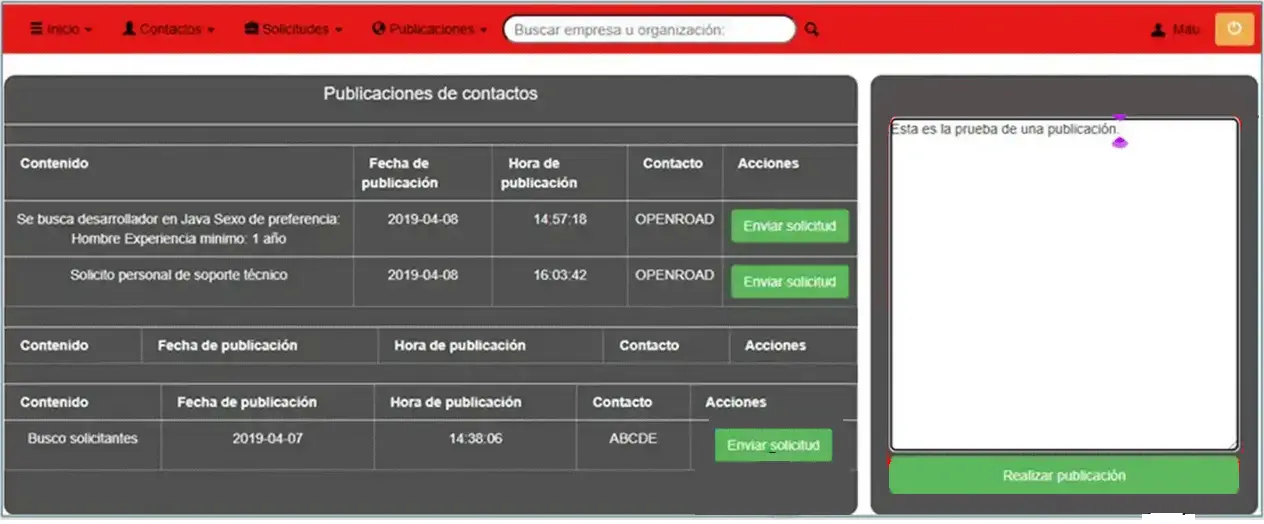 Inicio Contactos Solicitudes Publicaciones Buscar empresa u organización: Mau
Publicaciones de contactos
Contenido Fecha de publicación Hora de publicación Contacto Acciones
Se busca desarrollador en Java Sexo de preferencia:
Hombre Experiencia minimo: 1 año 2019-04-08 14:57:18 OPENROAD Enviar solicitud
Solicito personal de soporte técnico 2019-04-08 16:03:42 OPENROAD Enviar solicitud
Contenido Fecha de publicación Hora de publicación Contacto Acciones
Contenido Fecha de publicación Hora de publicación Contacto Acciones
Busco solicitantes 2019-04-07 14:38:06 ABCDE Enviar solicitud
Esta es la prueba de una publicación.
Realizar publicación